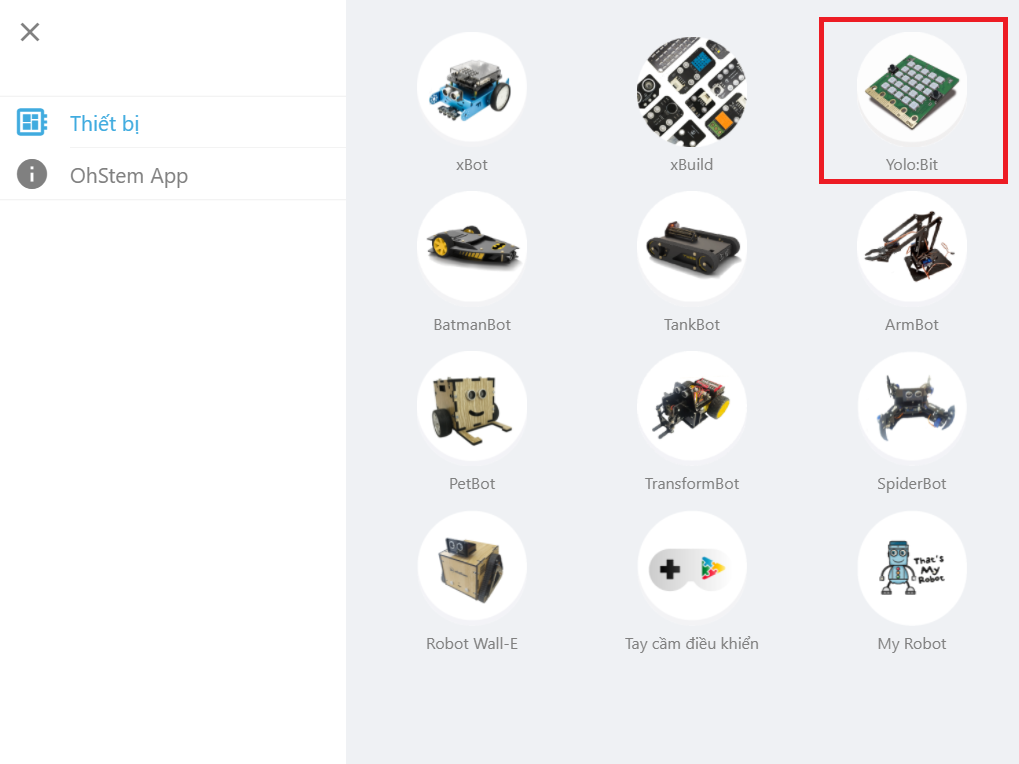 Thiết bị
OhStem App
xBot
xBuild
Yolo:Bit
BatmanBot
TankBot
ArmBot
PetBot
TransformBot
SpiderBot
That's
My
Robot
Robot Wall-E
Tay cầm điều khiển
My Robot